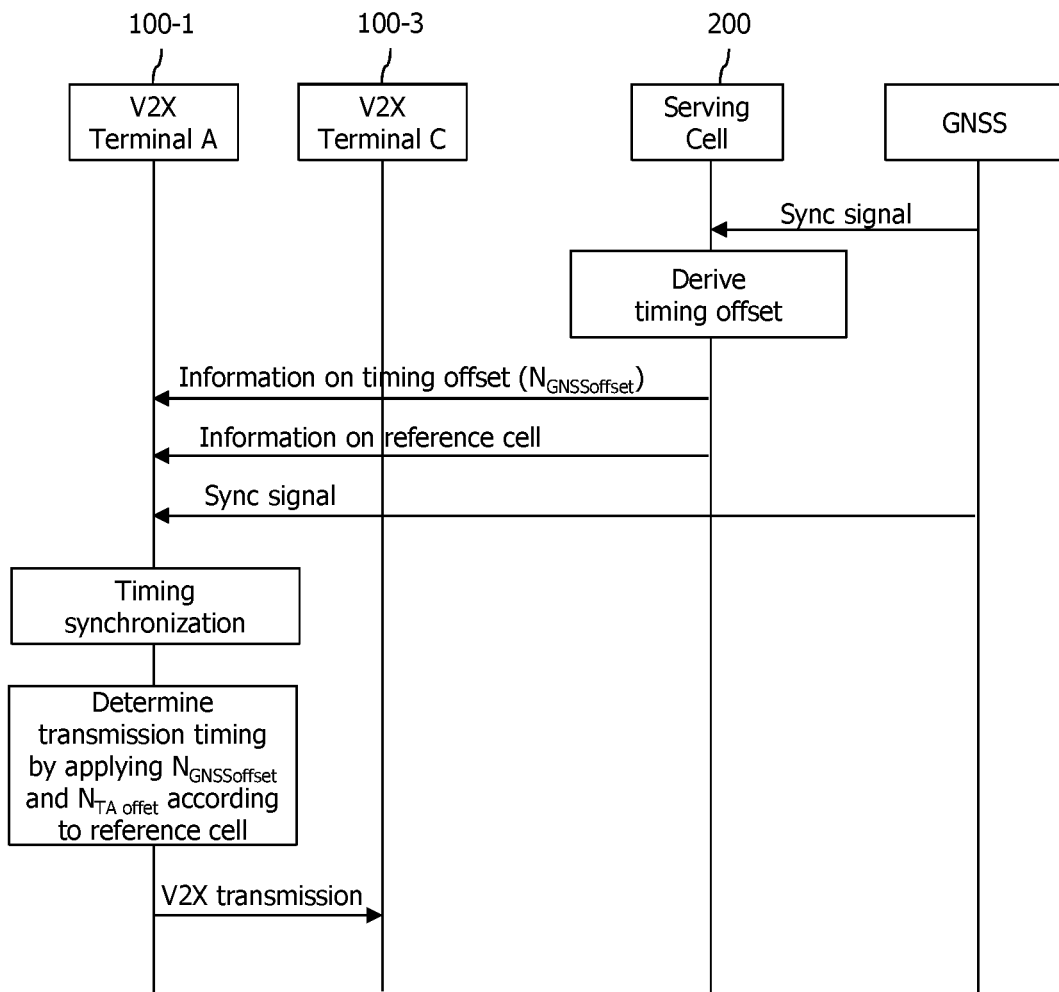 100-1
100-3
200
V2X
Terminal A
V2X
Terminal C
Serving
Cell
GNSS
Sync signal
Derive
timing offset
Information on timing offset (NGNSSoffset)
Information on reference cell
Sync signal
Timing
synchronization
Determine
transmission timing
by applying NGNSSoffset
and NTA offet according
to reference cell
V2X transmission